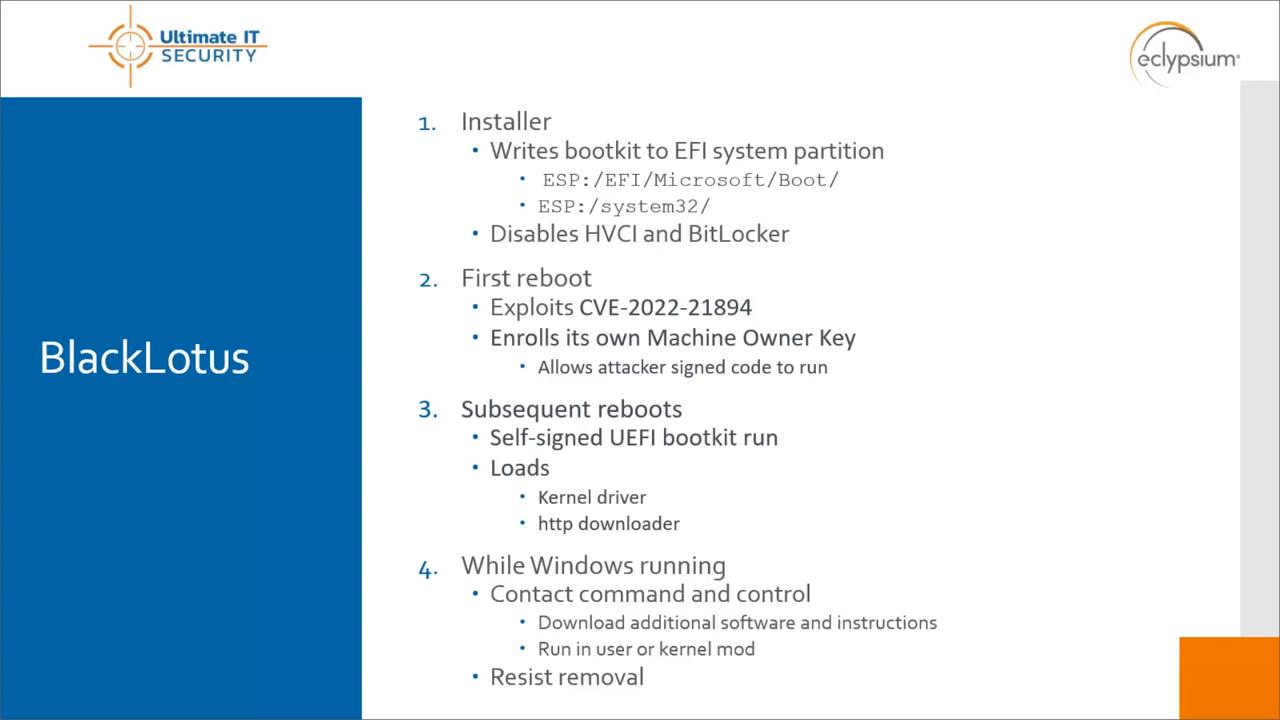 Ultimate IT
SECURITY
eclypsium®
BlackLotus
1. Installer
• Writes bootkit to EFI system partition
• ESP:/EFI/Microsoft/Boot/
• ESP:/system32/
• Disables HVCI and BitLocker
2. First reboot
• Exploits CVE-2022-21894
• Enrolls its own Machine Owner Key
• Allows attacker signed code to run
3. Subsequent reboots
• Self-signed UEFI bootkit run
• Loads
• Kernel driver
• http downloader
4. While Windows running
• Contact command and control
• Download additional software and instructions
• Run in user or kernel mod
• Resist removal